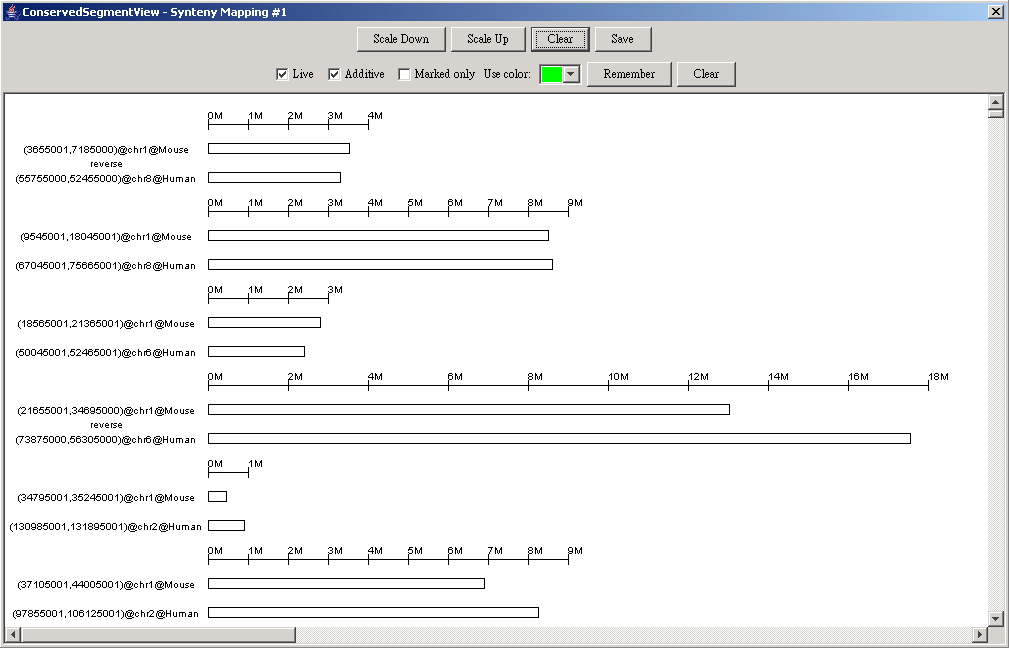 ConservedSegmentView - Synteny Mapping #1
Scale Down Scale Up Clear Save
Live Additive Marked only Use color: Remember Clear
0M 1M 2M 3M 4M
(3655001,7185000)@chr1@Mouse
reverse
(55755000,52455000)@chr8@Human
0M 1M 2M 3M 4M 5M 6M 7M 8M 9M
(9545001,18045001)@chr1@Mouse
(67045001,75665001)@chr8@Human
0M 1M 2M 3M
(18565001,21365001)@chr1@Mouse
(50045001,52465001)@chr6@Human
0M 2M 4M 6M 8M 10M 12M 14M 16M 18M
(21655001,34695000)@chr1@Mouse
reverse
(73875000,56305000)@chr6@Human
0M 1M
(34795001,35245001)@chr1@Mouse
(130985001,131895001)@chr2@Human
0M 1M 2M 3M 4M 5M 6M 7M 8M 9M
(37105001,44005001)@chr1@Mouse
(97855001,106125001)@chr2@Human